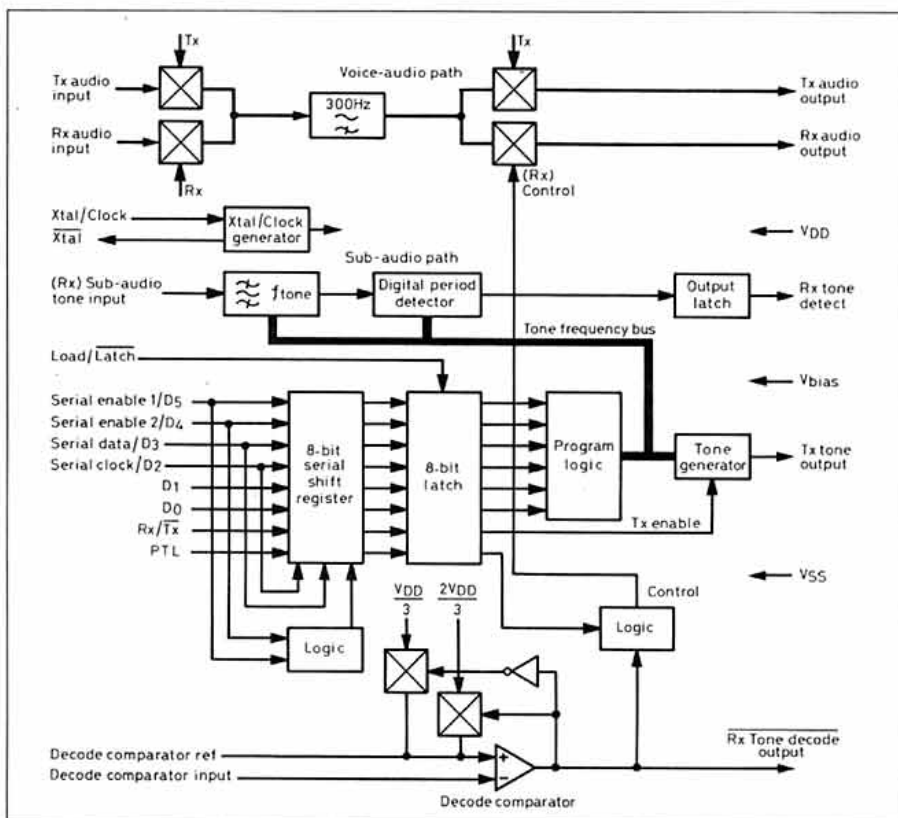 Tx
Tx
Voice-audio path
Tx audio
input
300Hz
Tx audio
output
Rx audio
input
Rx audio
output
Rx
(Rx)
Control
Xtal/Clock
Xtal
Xtal/Clock
generator
VDD
Sub-audio path
(Rx) Sub-audio
tone input
ƒtone
Digital period
detector
Output
latch
Rx tone
detect
Tone frequency bus
Load/Latch
Vbias
Serial enable 1/D5
Serial enable 2/D4
Serial data/D3
Serial clock/D2
D1
D0
Rx/Tx
PTL
8-bit
serial
shift
register
8-bit
latch
Program
logic
Tone
generator
Tx tone
output
Tx enable
VSS
VDD
3
2VDD
3
Control
Logic
Logic
Decode comparator ref
Decode comparator input
+
−
Decode comparator
Rx Tone decode
output